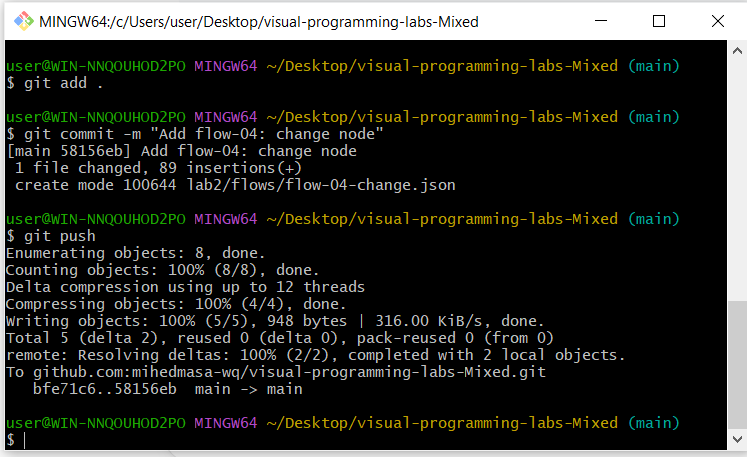 MINGW64:/c/Users/user/Desktop/visual-programming-labs-Mixed
user@WIN-NNQOUHOD2PO MINGW64 ~/Desktop/visual-programming-labs-Mixed (main)
$ git add .
user@WIN-NNQOUHOD2PO MINGW64 ~/Desktop/visual-programming-labs-Mixed (main)
$ git commit -m "Add flow-04: change node"
[main 58156eb] Add flow-04: change node
 1 file changed, 89 insertions(+)
 create mode 100644 lab2/flows/flow-04-change.json
user@WIN-NNQOUHOD2PO MINGW64 ~/Desktop/visual-programming-labs-Mixed (main)
$ git push
Enumerating objects: 8, done.
Counting objects: 100% (8/8), done.
Delta compression using up to 12 threads
Compressing objects: 100% (4/4), done.
Writing objects: 100% (5/5), 948 bytes | 316.00 KiB/s, done.
Total 5 (delta 2), reused 0 (delta 0), pack-reused 0 (from 0)
remote: Resolving deltas: 100% (2/2), completed with 2 local objects.
To github.com:mihedmasa-wq/visual-programming-labs-Mixed.git
   bfe71c6..58156eb  main -> main
user@WIN-NNQOUHOD2PO MINGW64 ~/Desktop/visual-programming-labs-Mixed (main)
$